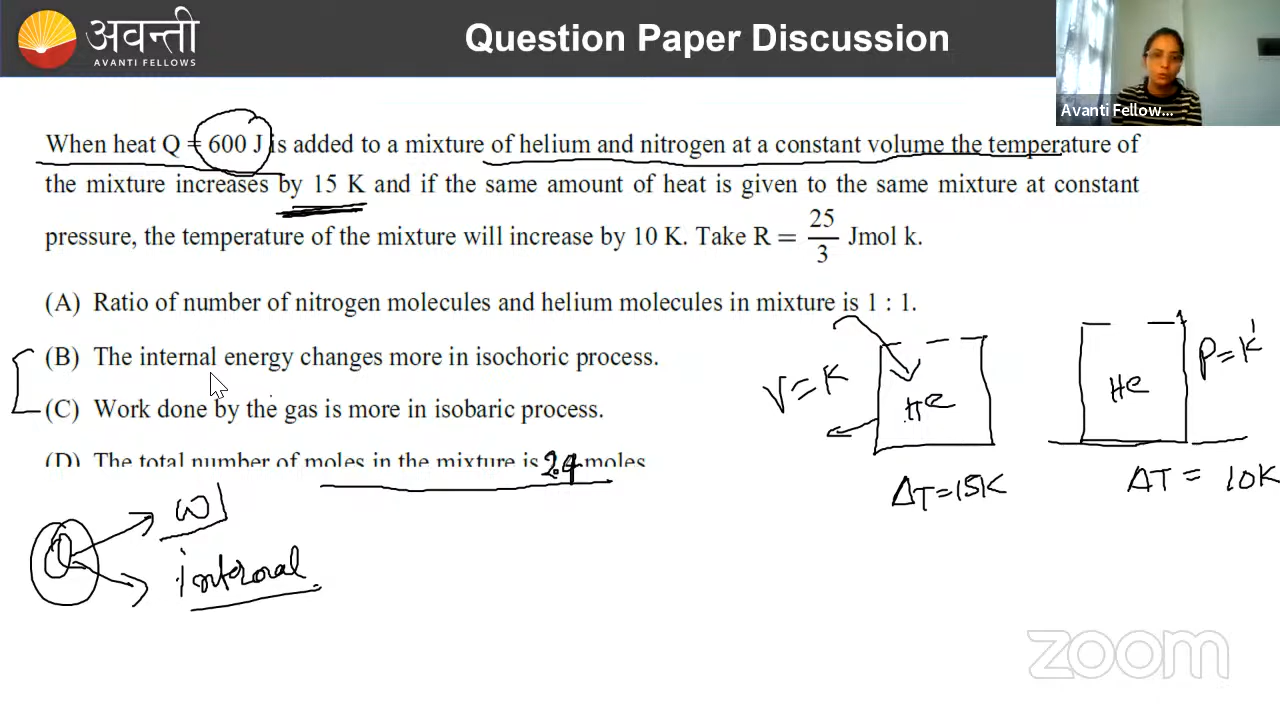 अवन्ती
AVANTI FELLOWS
Question Paper Discussion
Avanti Fellow...
When heat Q = 600 J is added to a mixture of helium and nitrogen at a constant volume the temperature of
the mixture increases by 15 K and if the same amount of heat is given to the same mixture at constant
pressure, the temperature of the mixture will increase by 10 K. Take R = 25/3 Jmol k.
(A) Ratio of number of nitrogen molecules and helium molecules in mixture is 1 : 1.
(B) The internal energy changes more in isochoric process.
(C) Work done by the gas is more in isobaric process.
(D) The total number of moles in the mixture is 2.4 moles
V=K
He
ΔT=15K
He
P=K'
ΔT = 10K
Q
W
internal
zoom